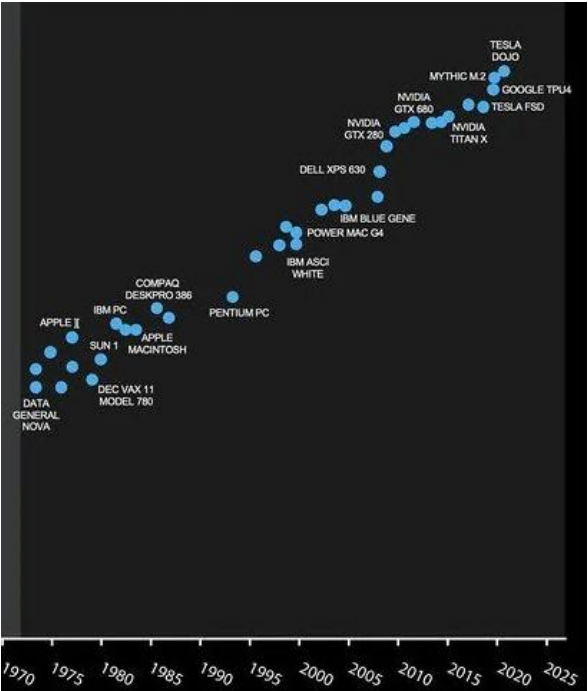 TESLA
DOJO
MYTHIC M.2
GOOGLE TPU4
NVIDIA
GTX 680
TESLA FSD
NVIDIA
GTX 280
NVIDIA
TITAN X
DELL XPS 630
IBM BLUE GENE
POWER MAC G4
IBM ASCI
WHITE
COMPAQ
DESKPRO 386
PENTIUM PC
IBM PC
APPLE ][
SUN 1
APPLE
MACINTOSH
DEC VAX 11
MODEL 780
DATA
GENERAL
NOVA
1970 1975 1980 1985 1990 1995 2000 2005 2010 2015 2020 2025